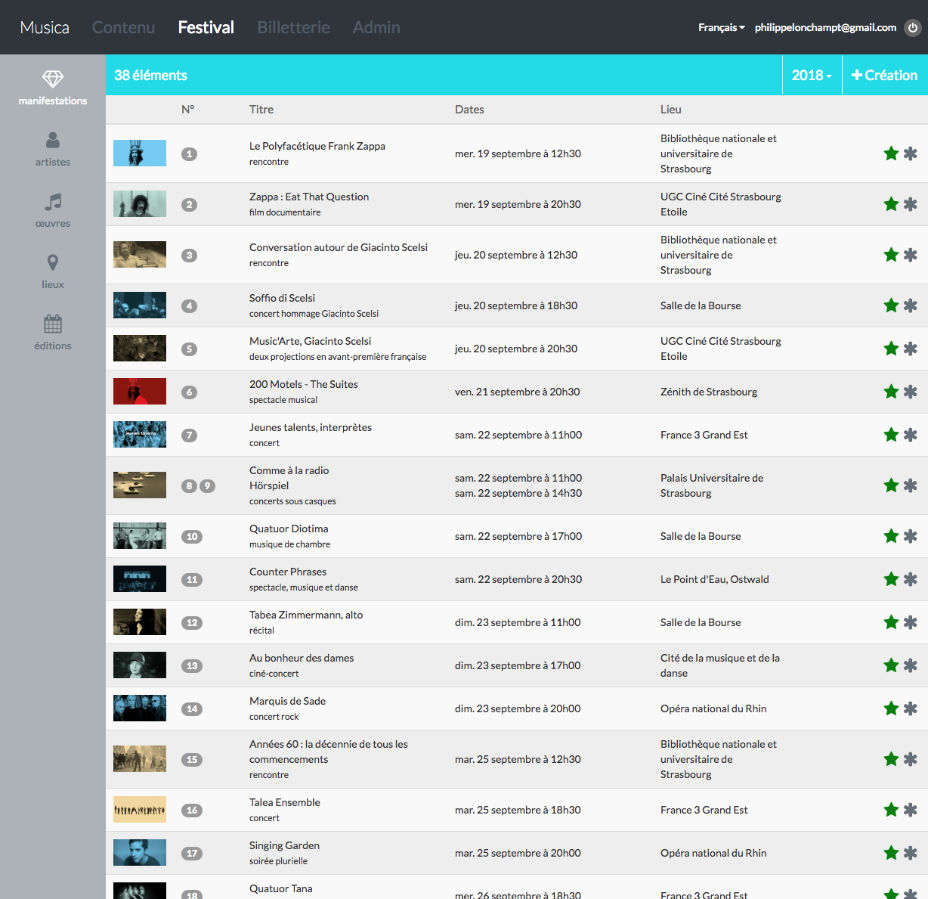 Musica Contenu Festival Billetterie Admin Français philippelonchampt@gmail.com
manifestations
artistes
œuvres
lieux
éditions
38 éléments 2018 Création
N° Titre Dates Lieu
1 Le Polyfacétique Frank Zappa
rencontre
mer. 19 septembre à 12h30
Bibliothèque nationale et
universitaire de
Strasbourg
2 Zappa : Eat That Question
film documentaire
mer. 19 septembre à 20h30
UGC Ciné Cité Strasbourg
Etoile
3 Conversation autour de Giacinto Scelsi
rencontre
jeu. 20 septembre à 12h30
Bibliothèque nationale et
universitaire de
Strasbourg
4 Soffio di Scelsi
concert hommage Giacinto Scelsi
jeu. 20 septembre à 18h30
Salle de la Bourse
5 Music'Arte, Giacinto Scelsi
deux projections en avant-première française
jeu. 20 septembre à 20h30
UGC Ciné Cité Strasbourg
Etoile
6 200 Motels - The Suites
spectacle musical
ven. 21 septembre à 20h30
Zénith de Strasbourg
7 Jeunes talents, interprètes
concert
sam. 22 septembre à 11h00
France 3 Grand Est
8 9 Comme à la radio
Hörspiel
concerts sous casques
sam. 22 septembre à 11h00
sam. 22 septembre à 14h30
Palais Universitaire de
Strasbourg
10 Quatuor Diotima
musique de chambre
sam. 22 septembre à 17h00
Salle de la Bourse
11 Counter Phrases
spectacle, musique et danse
sam. 22 septembre à 20h30
Le Point d'Eau, Ostwald
12 Tabea Zimmermann, alto
récital
dim. 23 septembre à 11h00
Salle de la Bourse
13 Au bonheur des dames
ciné-concert
dim. 23 septembre à 17h00
Cité de la musique et de la
danse
14 Marquis de Sade
concert rock
dim. 23 septembre à 20h00
Opéra national du Rhin
15 Années 60 : la décennie de tous les
commencements
rencontre
mar. 25 septembre à 12h30
Bibliothèque nationale et
universitaire de
Strasbourg
16 Talea Ensemble
concert
mar. 25 septembre à 18h30
France 3 Grand Est
17 Singing Garden
soirée plurielle
mar. 25 septembre à 20h00
Opéra national du Rhin
18 Quatuor Tana
mer. 26 septembre à 18h30
France 3 Grand Est